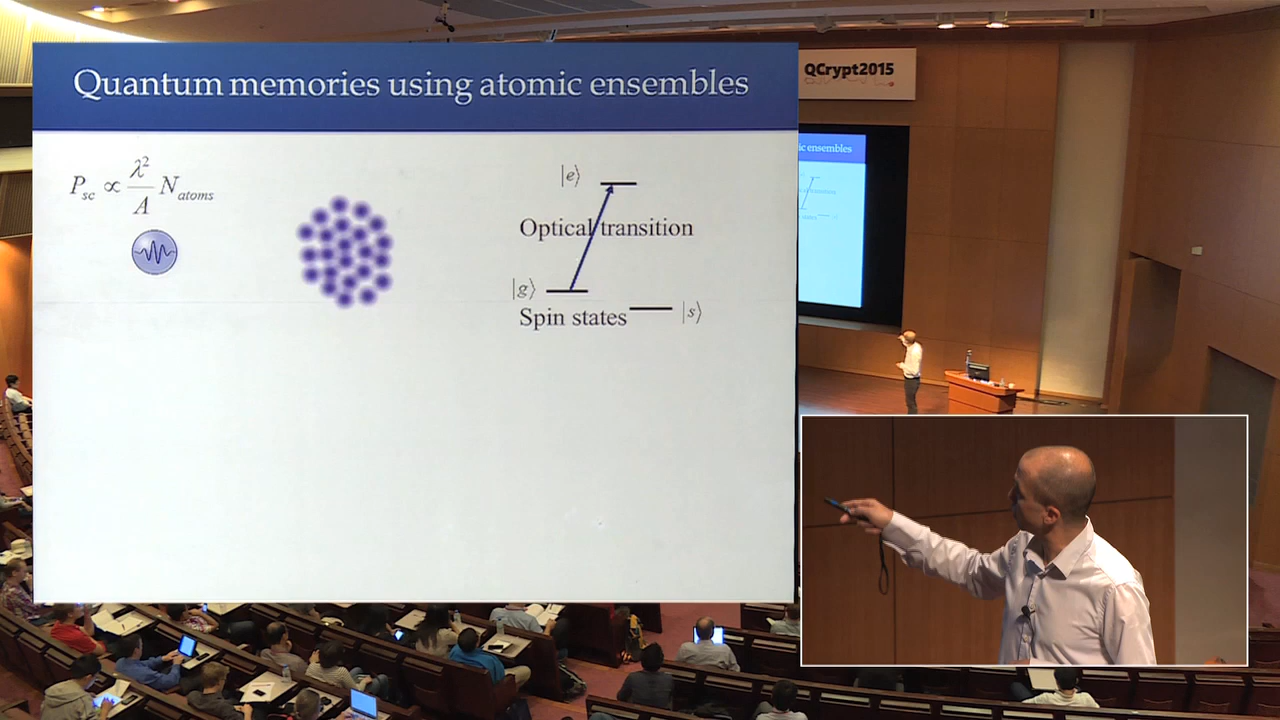 Quantum memories using atomic ensembles
QCrypt2015
ic ensembles
P_sc ∝ λ²/A N_atoms
|e⟩
Optical transition
|g⟩
Spin states |s⟩